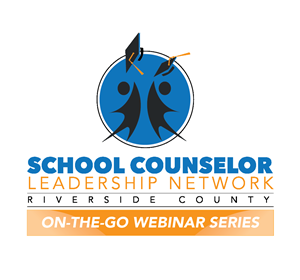 SCHOOL COUNSELOR
LEADERSHIP NETWORK
RIVERSIDE COUNTY
ON-THE-GO WEBINAR SERIES